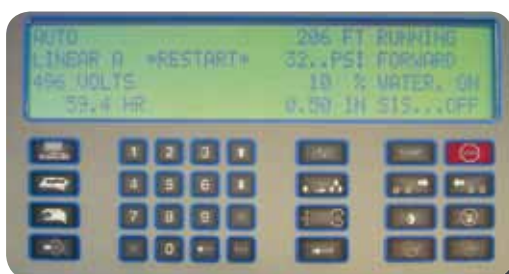 AUTO 206 FT RUNNING
LINEAR A *RESTART* 32..PSI FORWARD
496 VOLTS 10 % WATER. ON
59.4 HR 0.50 IN SIS...OFF
1 2 3
4 5 6
7 8 9
0